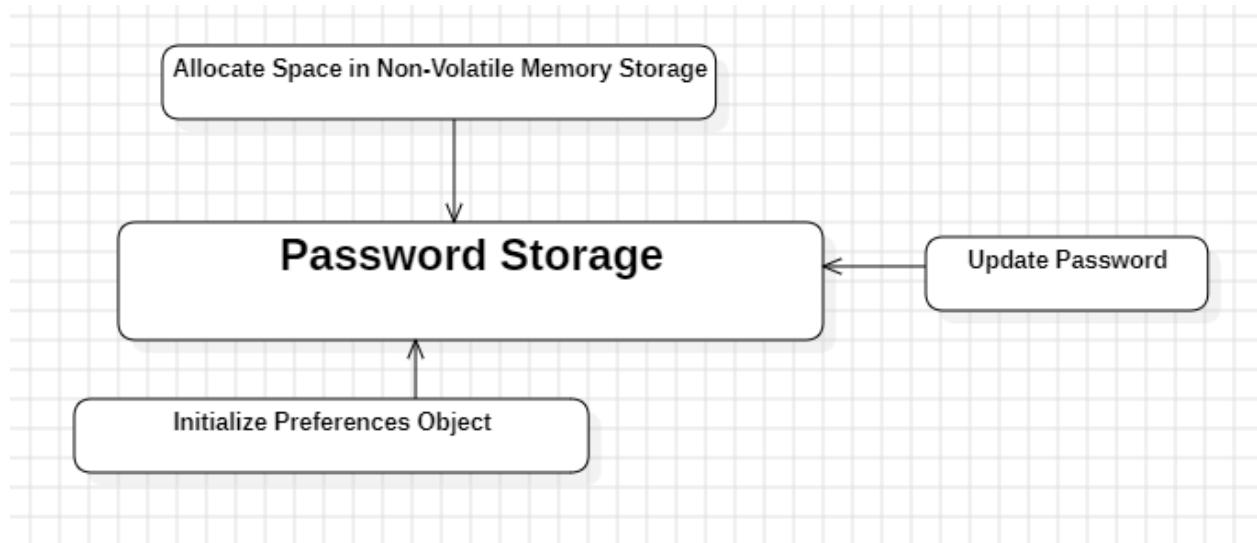 Allocate Space in Non-Volatile Memory Storage
Password Storage
Update Password
Initialize Preferences Object